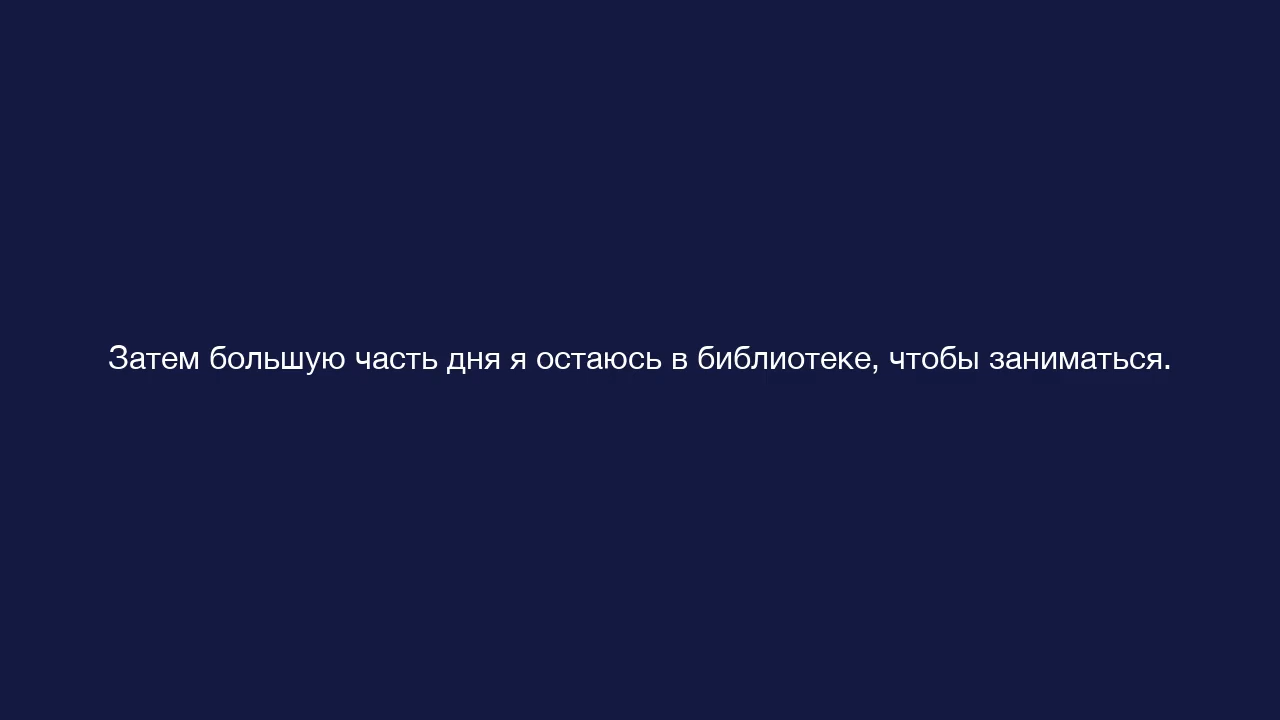 Затем большую часть дня я остаюсь в библиотеке, чтобы заниматься.